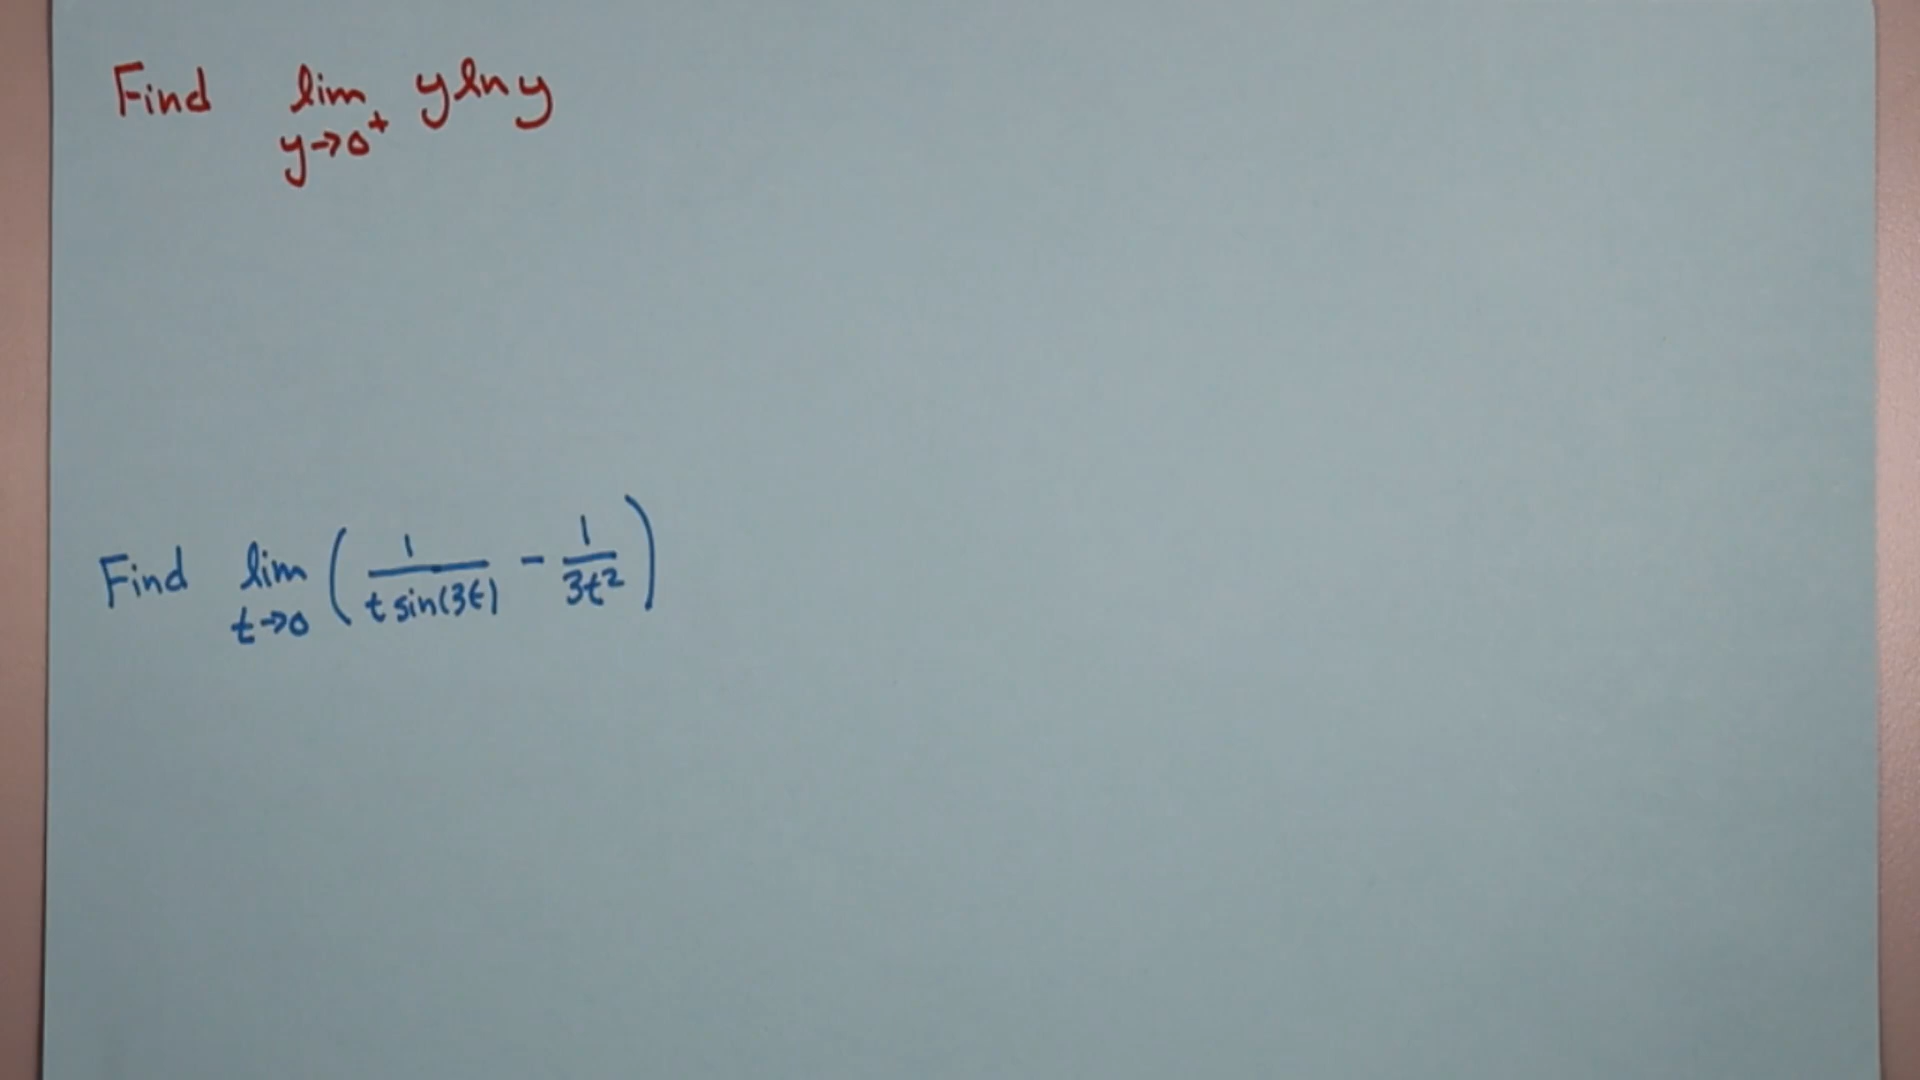 Find lim y ln y
y→0⁺
Find lim ( 1/(t sin(3t)) - 1/(3t²) )
t→0